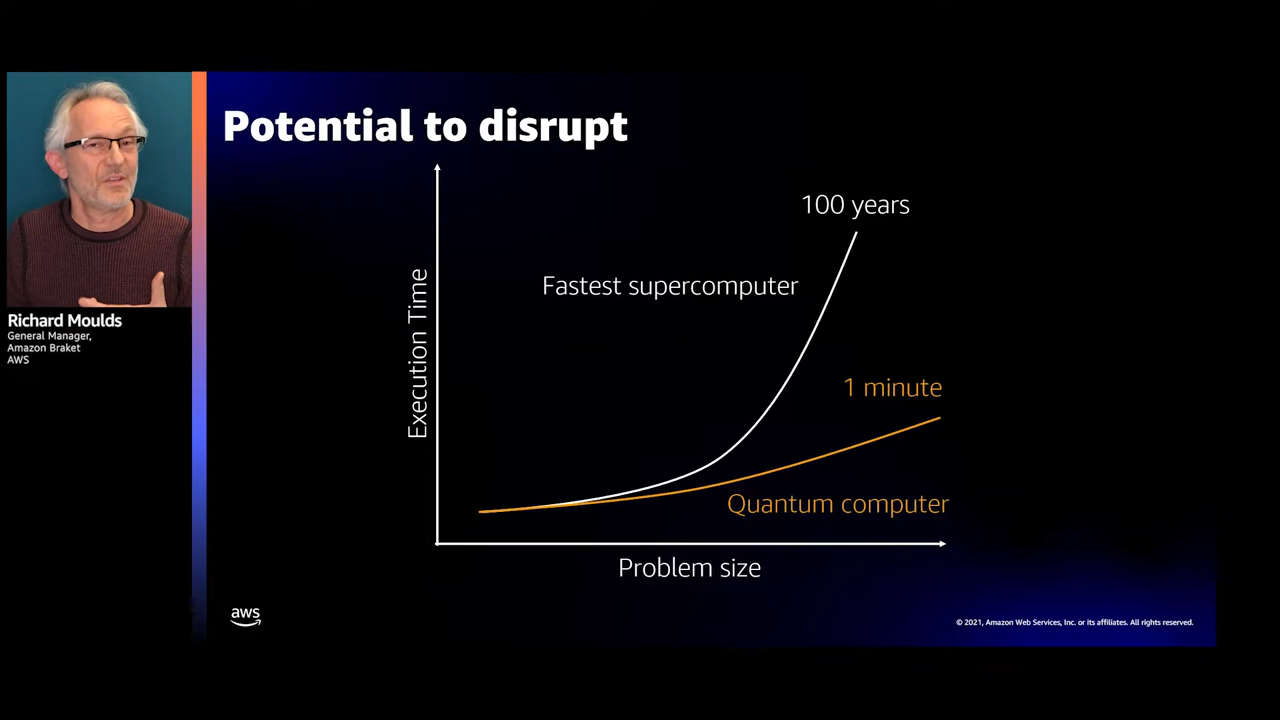 Potential to disrupt
100 years
Fastest supercomputer
Execution Time
1 minute
Quantum computer
Problem size
Richard Moulds
General Manager,
Amazon Braket
AWS
aws
© 2021, Amazon Web Services, Inc. or its affiliates. All rights reserved.